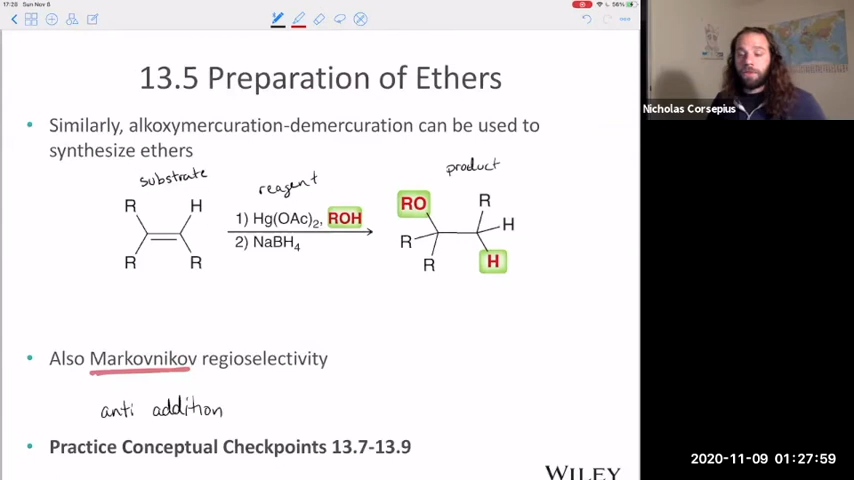 17:28 Sun Nov 8
56%
13.5 Preparation of Ethers
Nicholas Corsepius
• Similarly, alkoxymercuration-demercuration can be used to
synthesize ethers
substrate
reagent
product
R H
R R
1) Hg(OAc)2, ROH
2) NaBH4
RO R
R H
R H
• Also Markovnikov regioselectivity
anti addition
• Practice Conceptual Checkpoints 13.7-13.9
WILEY
2020-11-09 01:27:59